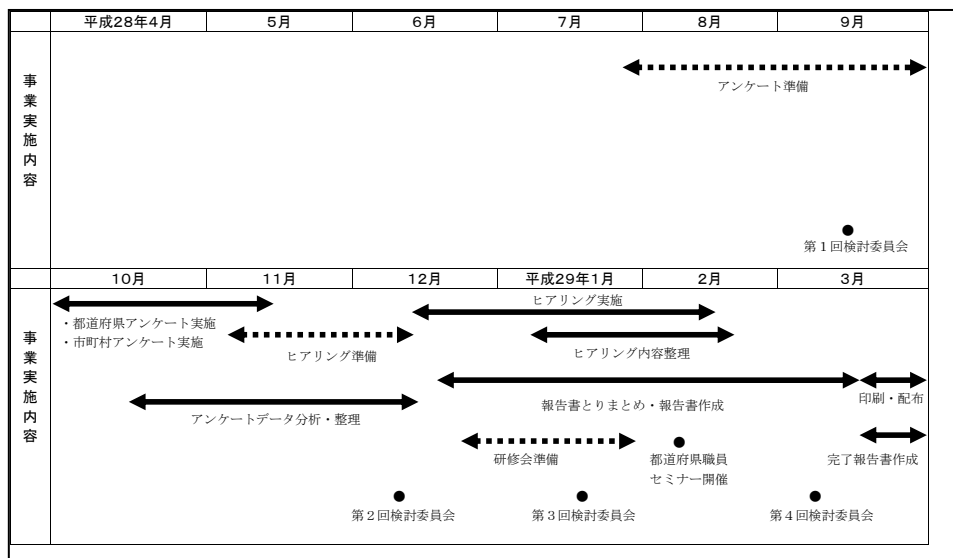 平成28年4月
5月
6月
7月
8月
9月
事業実施内容
アンケート準備
第1回検討委員会
10月
11月
12月
平成29年1月
2月
3月
事業実施内容
ヒアリング実施
・都道府県アンケート実施
・市町村アンケート実施
ヒアリング準備
ヒアリング内容整理
印刷・配布
報告書とりまとめ・報告書作成
アンケートデータ分析・整理
研修会準備
都道府県職員
セミナー開催
完了報告書作成
第2回検討委員会
第3回検討委員会
第4回検討委員会